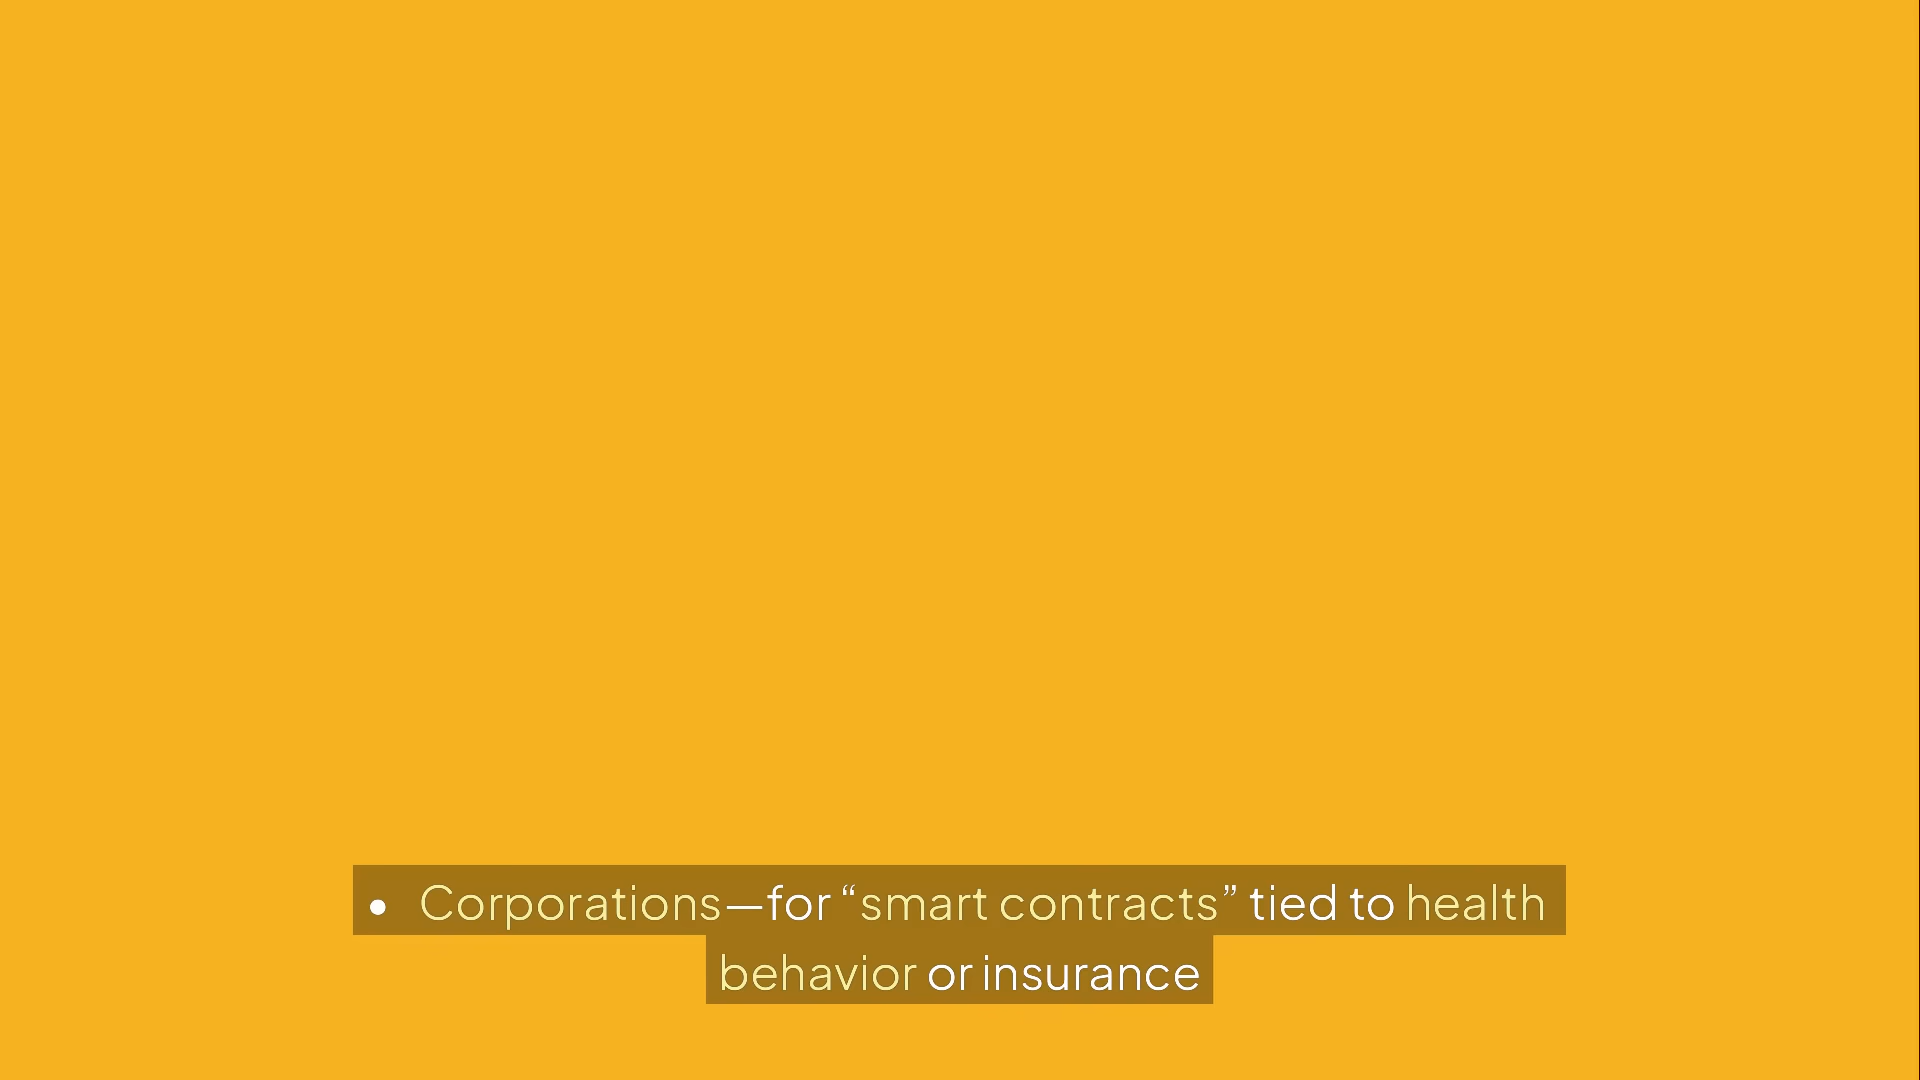 • Corporations—for “smart contracts” tied to health
behavior or insurance